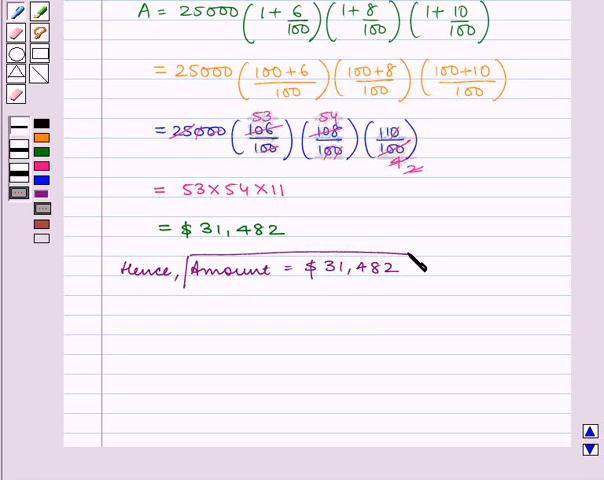 A = 25000 (1 + 6/100) (1 + 8/100) (1 + 10/100)
= 25000 (100+6/100) (100+8/100) (100+10/100)
53 54
= 25000 (106/100) (108/100) (110/100)
4 2
= 53 × 54 × 11
= $ 31,482
Hence, Amount = $ 31,482